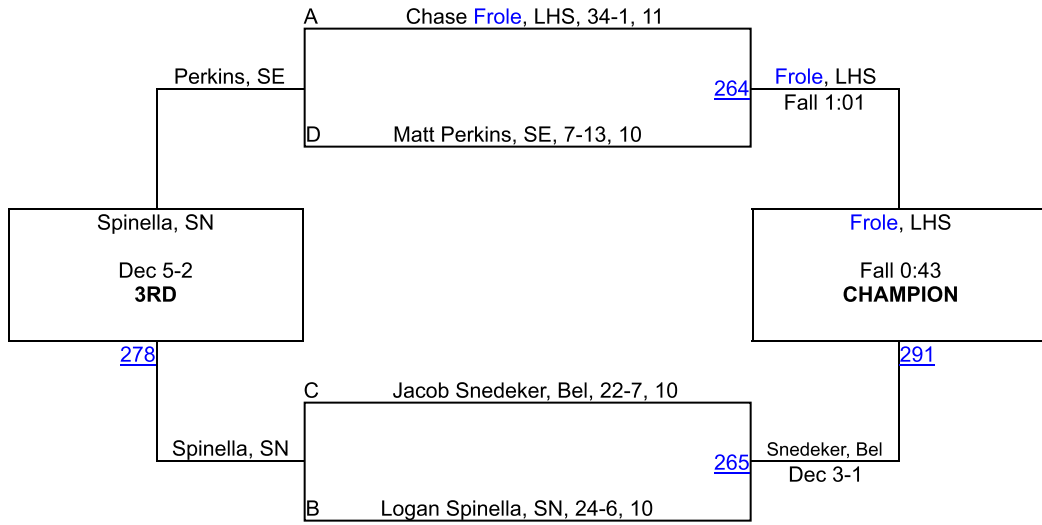 A Chase Frole, LHS, 34-1, 11
Perkins, SE
264
Frole, LHS
Fall 1:01
D Matt Perkins, SE, 7-13, 10
Spinella, SN
Dec 5-2
3RD
Frole, LHS
Fall 0:43
CHAMPION
278
291
C Jacob Snedeker, Bel, 22-7, 10
Spinella, SN
265
Snedeker, Bel
Dec 3-1
B Logan Spinella, SN, 24-6, 10